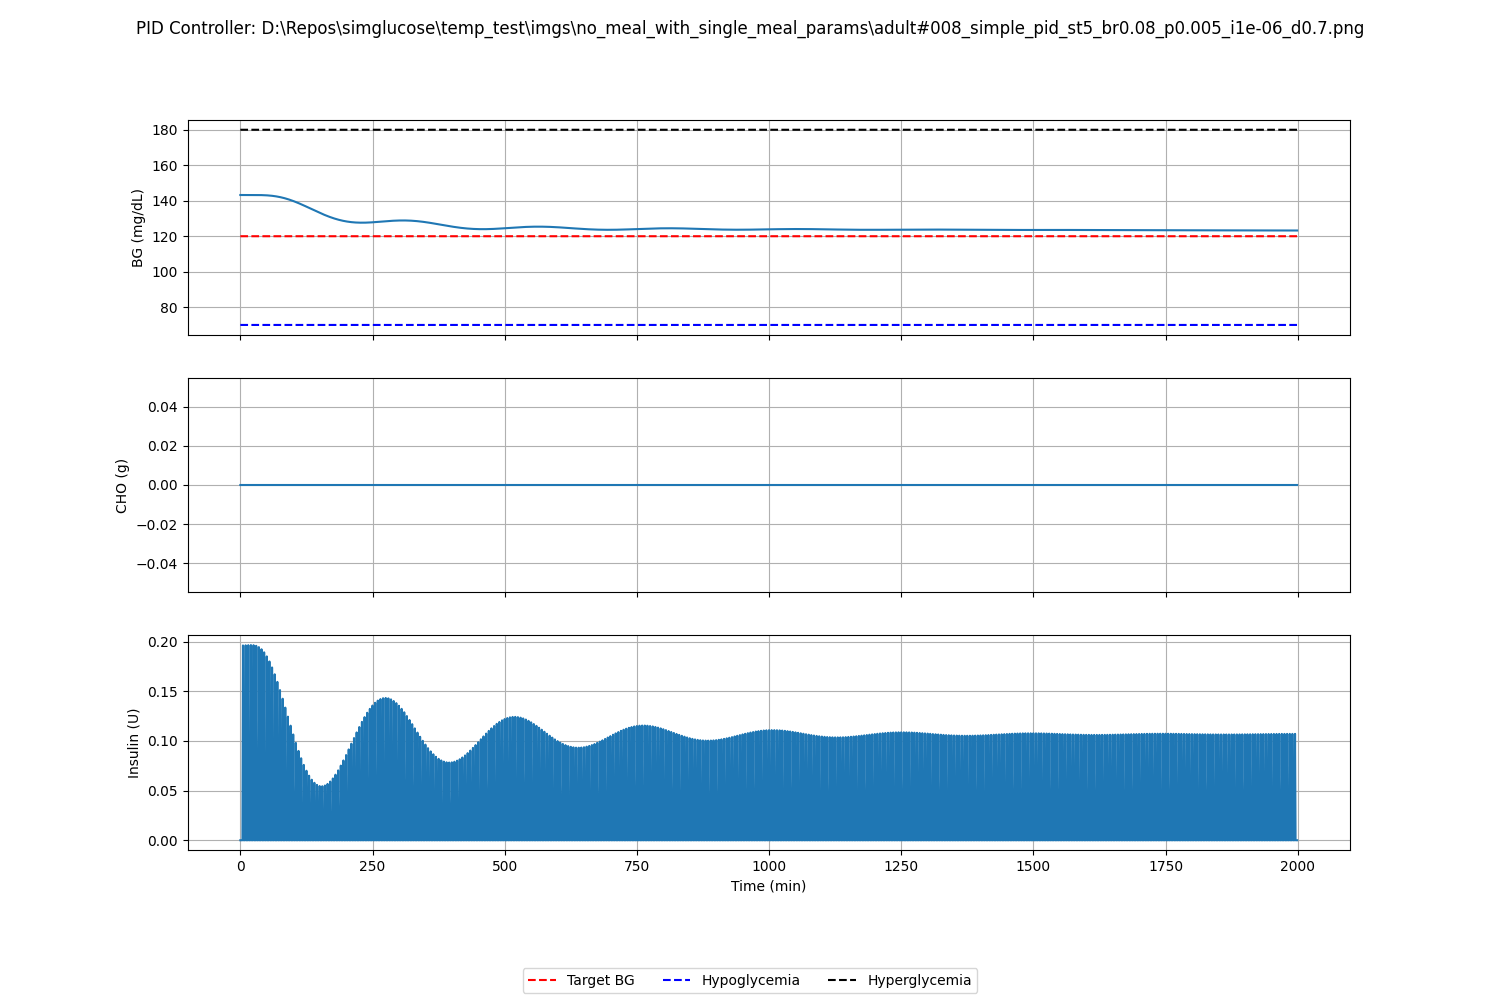 PID Controller: D:\Repos\simglucose\temp_test\imgs\no_meal_with_single_meal_params\adult#008_simple_pid_st5_br0.08_p0.005_i1e-06_d0.7.png
180
160
140
120
100
80
BG (mg/dL)
0.04
0.02
0.00
−0.02
−0.04
CHO (g)
0.20
0.15
0.10
0.05
0.00
Insulin (U)
0 250 500 750 1000 1250 1500 1750 2000
Time (min)
Target BG Hypoglycemia Hyperglycemia